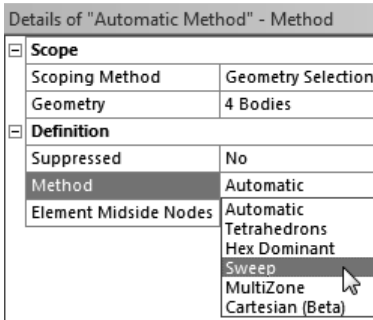 Details of "Automatic Method" - Method
Scope
Scoping Method Geometry Selection
Geometry 4 Bodies
Definition
Suppressed No
Method Automatic
Element Midside Nodes Automatic
Tetrahedrons
Hex Dominant
Sweep
MultiZone
Cartesian (Beta)